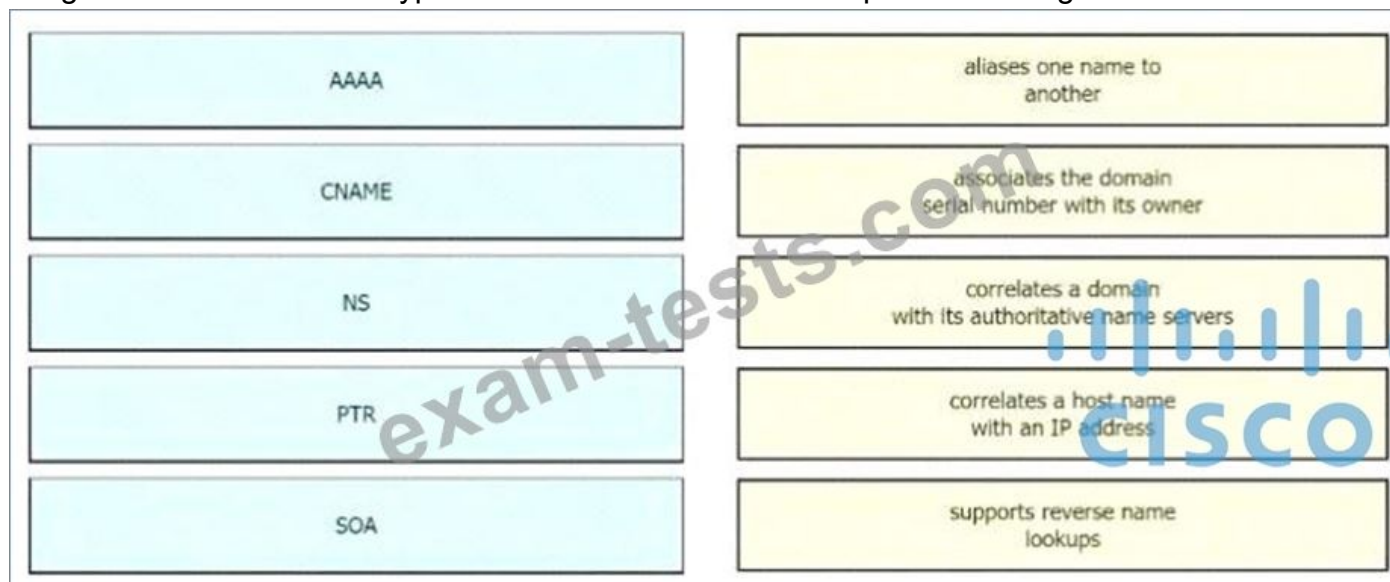 AAAA
aliases one name to
another
CNAME
associates the domain
serial number with its owner
NS
correlates a domain
with its authoritative name servers
PTR
correlates a host name
with an IP address
SOA
supports reverse name
lookups
exam-tests.com
CISCO